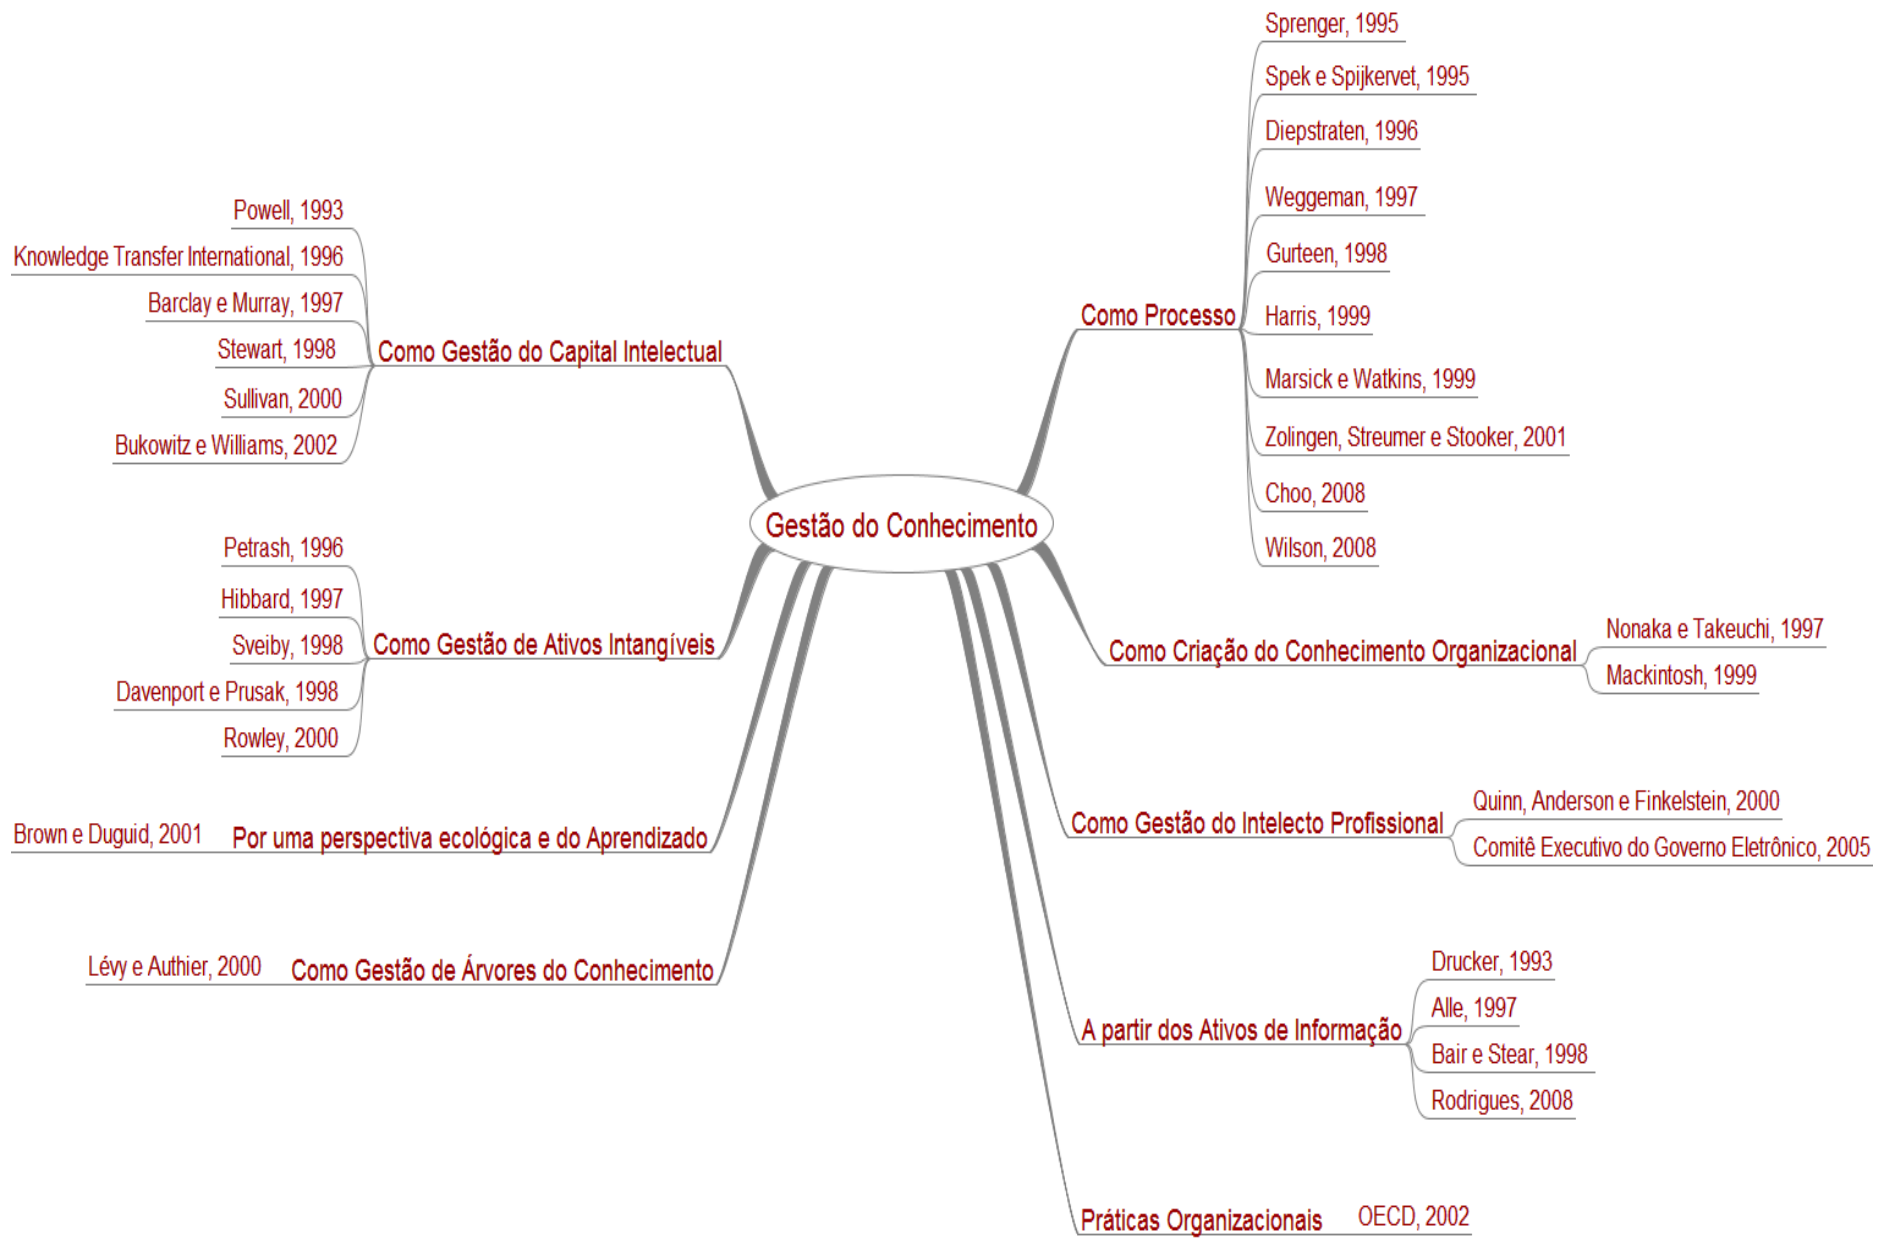 Gestão do Conhecimento
Como Gestão do Capital Intelectual
Powell, 1993
Knowledge Transfer International, 1996
Barclay e Murray, 1997
Stewart, 1998
Sullivan, 2000
Bukowitz e Williams, 2002
Como Gestão de Ativos Intangíveis
Petrash, 1996
Hibbard, 1997
Sveiby, 1998
Davenport e Prusak, 1998
Rowley, 2000
Por uma perspectiva ecológica e do Aprendizado
Brown e Duguid, 2001
Como Gestão de Árvores do Conhecimento
Lévy e Authier, 2000
Como Processo
Sprenger, 1995
Spek e Spijkervet, 1995
Diepstraten, 1996
Weggeman, 1997
Gurteen, 1998
Harris, 1999
Marsick e Watkins, 1999
Zolingen, Streumer e Stooker, 2001
Choo, 2008
Wilson, 2008
Como Criação do Conhecimento Organizacional
Nonaka e Takeuchi, 1997
Mackintosh, 1999
Como Gestão do Intelecto Profissional
Quinn, Anderson e Finkelstein, 2000
Comitê Executivo do Governo Eletrônico, 2005
A partir dos Ativos de Informação
Drucker, 1993
Alle, 1997
Bair e Stear, 1998
Rodrigues, 2008
Práticas Organizacionais
OECD, 2002